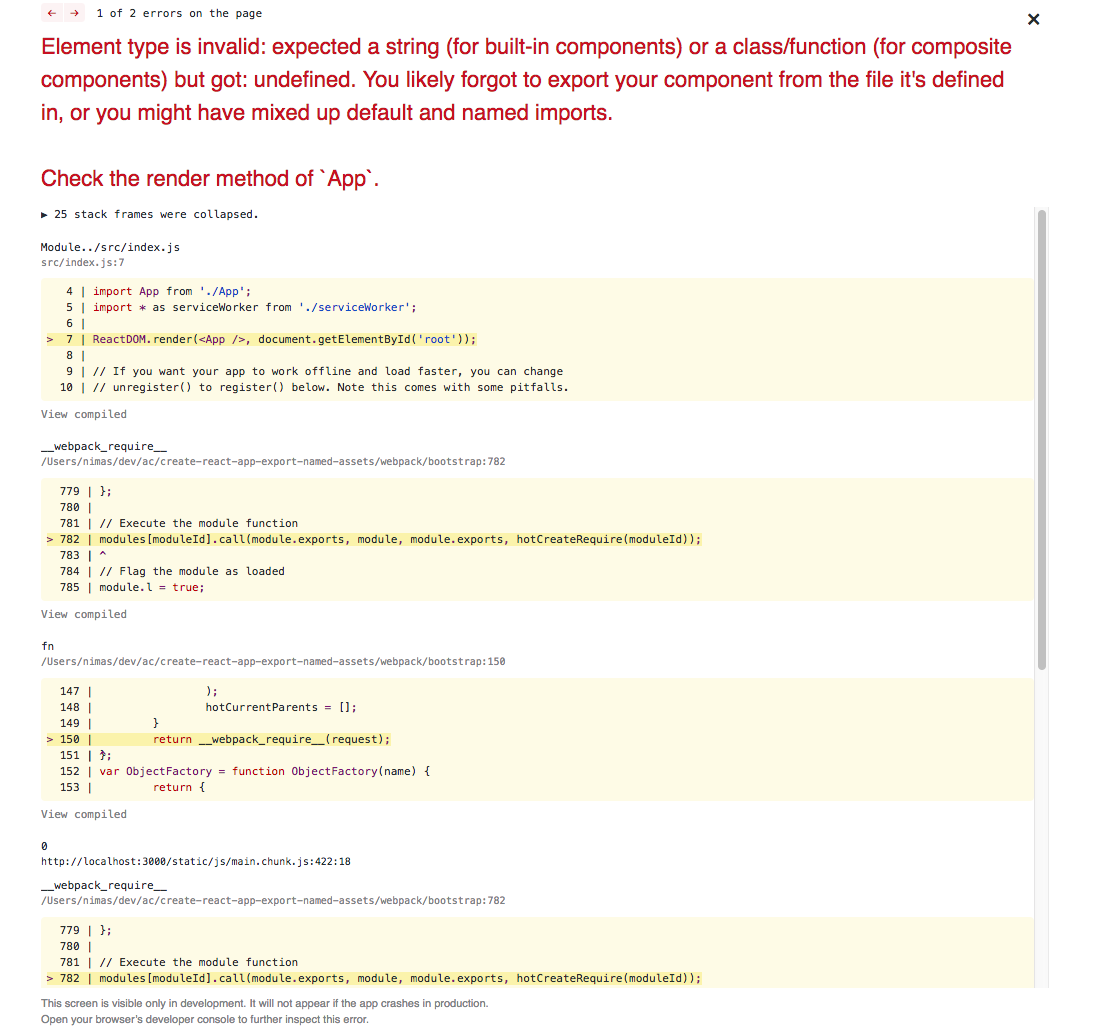 ← → 1 of 2 errors on the page
×
Element type is invalid: expected a string (for built-in components) or a class/function (for composite
components) but got: undefined. You likely forgot to export your component from the file it's defined
in, or you might have mixed up default and named imports.
Check the render method of `App`.
▶ 25 stack frames were collapsed.
Module../src/index.js
src/index.js:7
4 | import App from './App';
5 | import * as serviceWorker from './serviceWorker';
6 |
> 7 | ReactDOM.render(<App />, document.getElementById('root'));
8 |
9 | // If you want your app to work offline and load faster, you can change
10 | // unregister() to register() below. Note this comes with some pitfalls.
View compiled
__webpack_require__
/Users/nimas/dev/ac/create-react-app-export-named-assets/webpack/bootstrap:782
779 | };
780 |
781 | // Execute the module function
> 782 | modules[moduleId].call(module.exports, module, module.exports, hotCreateRequire(moduleId));
783 | ^
784 | // Flag the module as loaded
785 | module.l = true;
View compiled
fn
/Users/nimas/dev/ac/create-react-app-export-named-assets/webpack/bootstrap:150
147 | );
148 | hotCurrentParents = [];
149 | }
> 150 | return __webpack_require__(request);
151 | };
152 | var ObjectFactory = function ObjectFactory(name) {
153 | return {
View compiled
0
http://localhost:3000/static/js/main.chunk.js:422:18
__webpack_require__
/Users/nimas/dev/ac/create-react-app-export-named-assets/webpack/bootstrap:782
779 | };
780 |
781 | // Execute the module function
> 782 | modules[moduleId].call(module.exports, module, module.exports, hotCreateRequire(moduleId));
This screen is visible only in development. It will not appear if the app crashes in production.
Open your browser's developer console to further inspect this error.